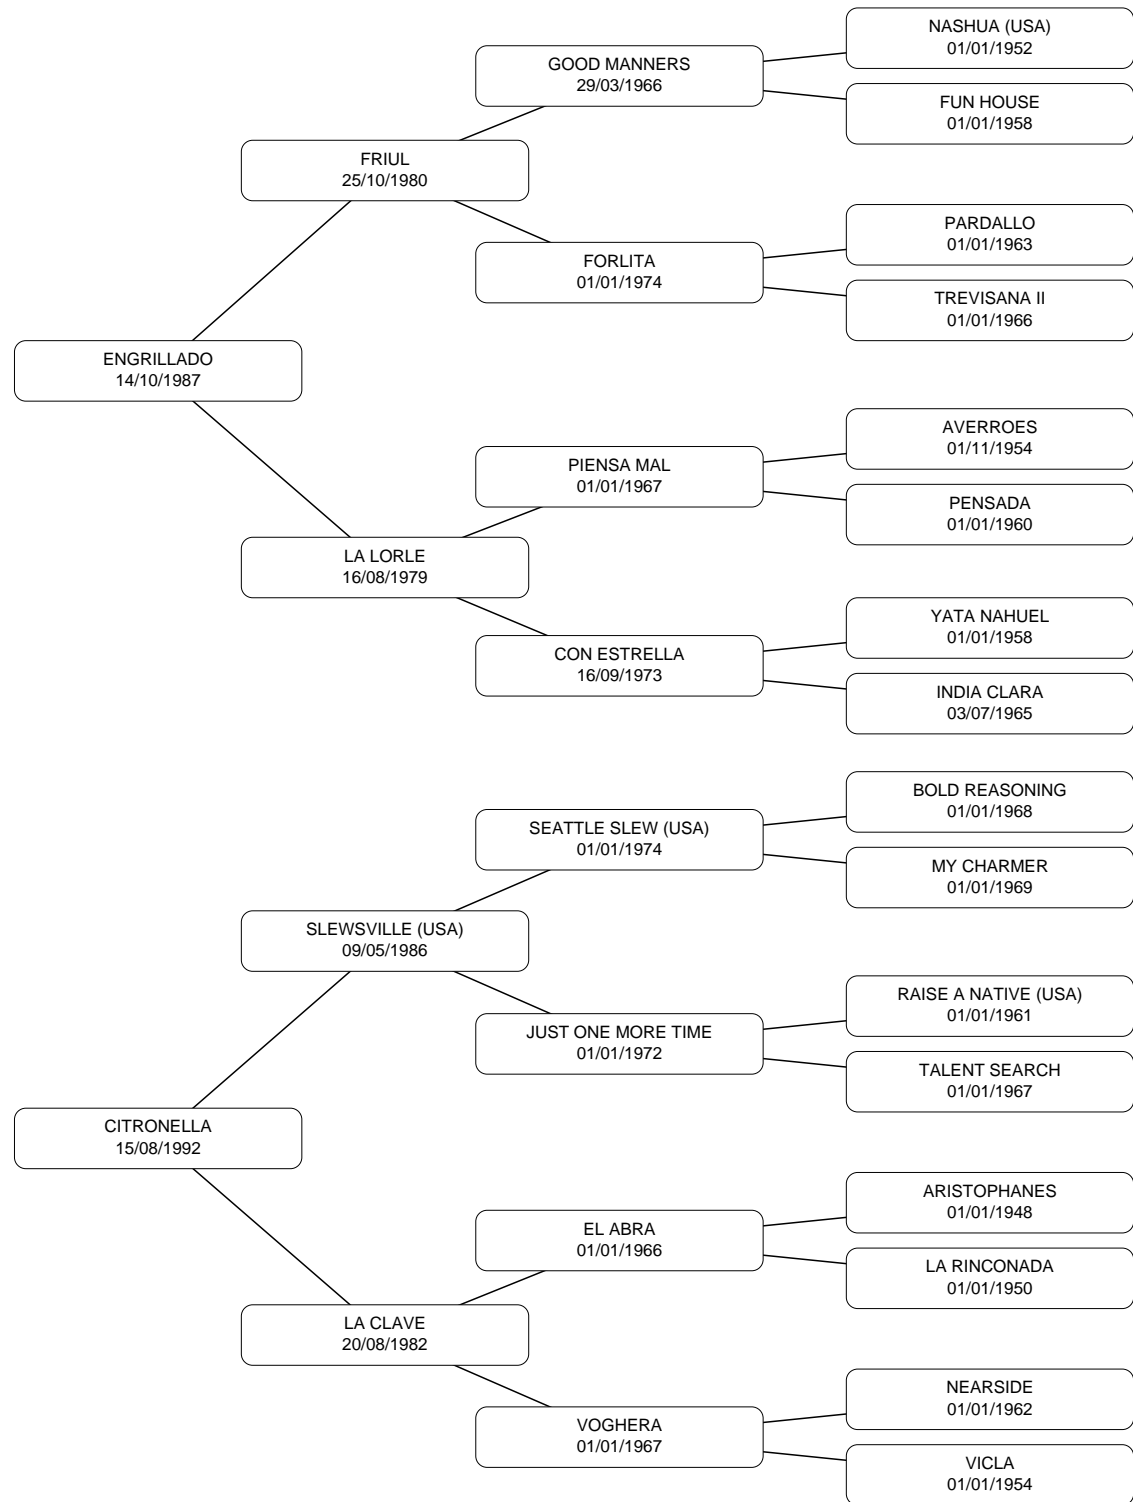 NASHUA (USA)
01/01/1952
GOOD MANNERS
29/03/1966
FUN HOUSE
01/01/1958
FRIUL
25/10/1980
PARDALLO
01/01/1963
FORLITA
01/01/1974
TREVISANA II
01/01/1966
ENGRILLADO
14/10/1987
AVERROES
01/11/1954
PIENSA MAL
01/01/1967
PENSADA
01/01/1960
LA LORLE
16/08/1979
YATA NAHUEL
01/01/1958
CON ESTRELLA
16/09/1973
INDIA CLARA
03/07/1965
BOLD REASONING
01/01/1968
SEATTLE SLEW (USA)
01/01/1974
MY CHARMER
01/01/1969
SLEWSVILLE (USA)
09/05/1986
RAISE A NATIVE (USA)
01/01/1961
JUST ONE MORE TIME
01/01/1972
TALENT SEARCH
01/01/1967
CITRONELLA
15/08/1992
ARISTOPHANES
01/01/1948
EL ABRA
01/01/1966
LA RINCONADA
01/01/1950
LA CLAVE
20/08/1982
NEARSIDE
01/01/1962
VOGHERA
01/01/1967
VICLA
01/01/1954